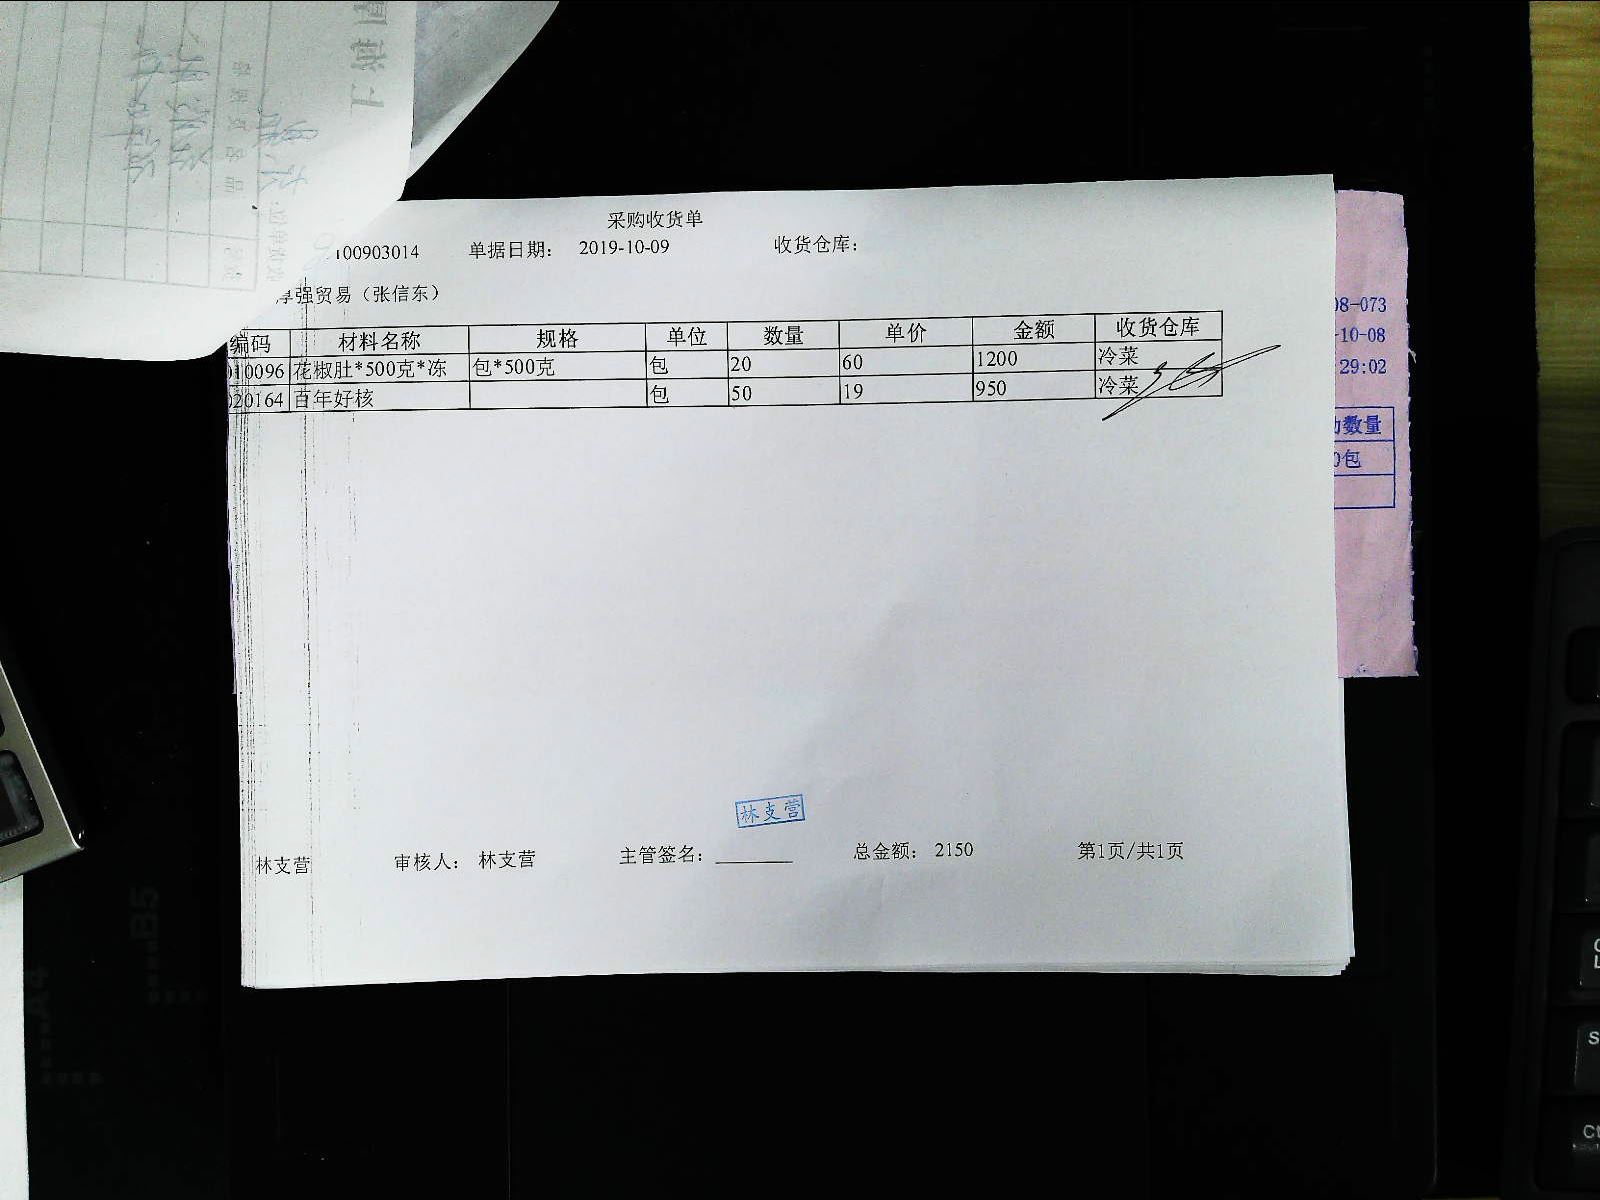 采购收货单
100903014 单据日期： 2019-10-09 收货仓库：
厚强贸易（张信东）
编码 材料名称 规格 单位 数量 单价 金额 收货仓库
010096 花椒肚*500克*冻 包*500克 包 20 60 1200 冷菜
020164 百年好核 包 50 19 950 冷菜
08-073
-10-08
29:02
数量
0包
林支营
林支营 审核人： 林支营 主管签名： 总金额： 2150 第1页/共1页
B5
A4